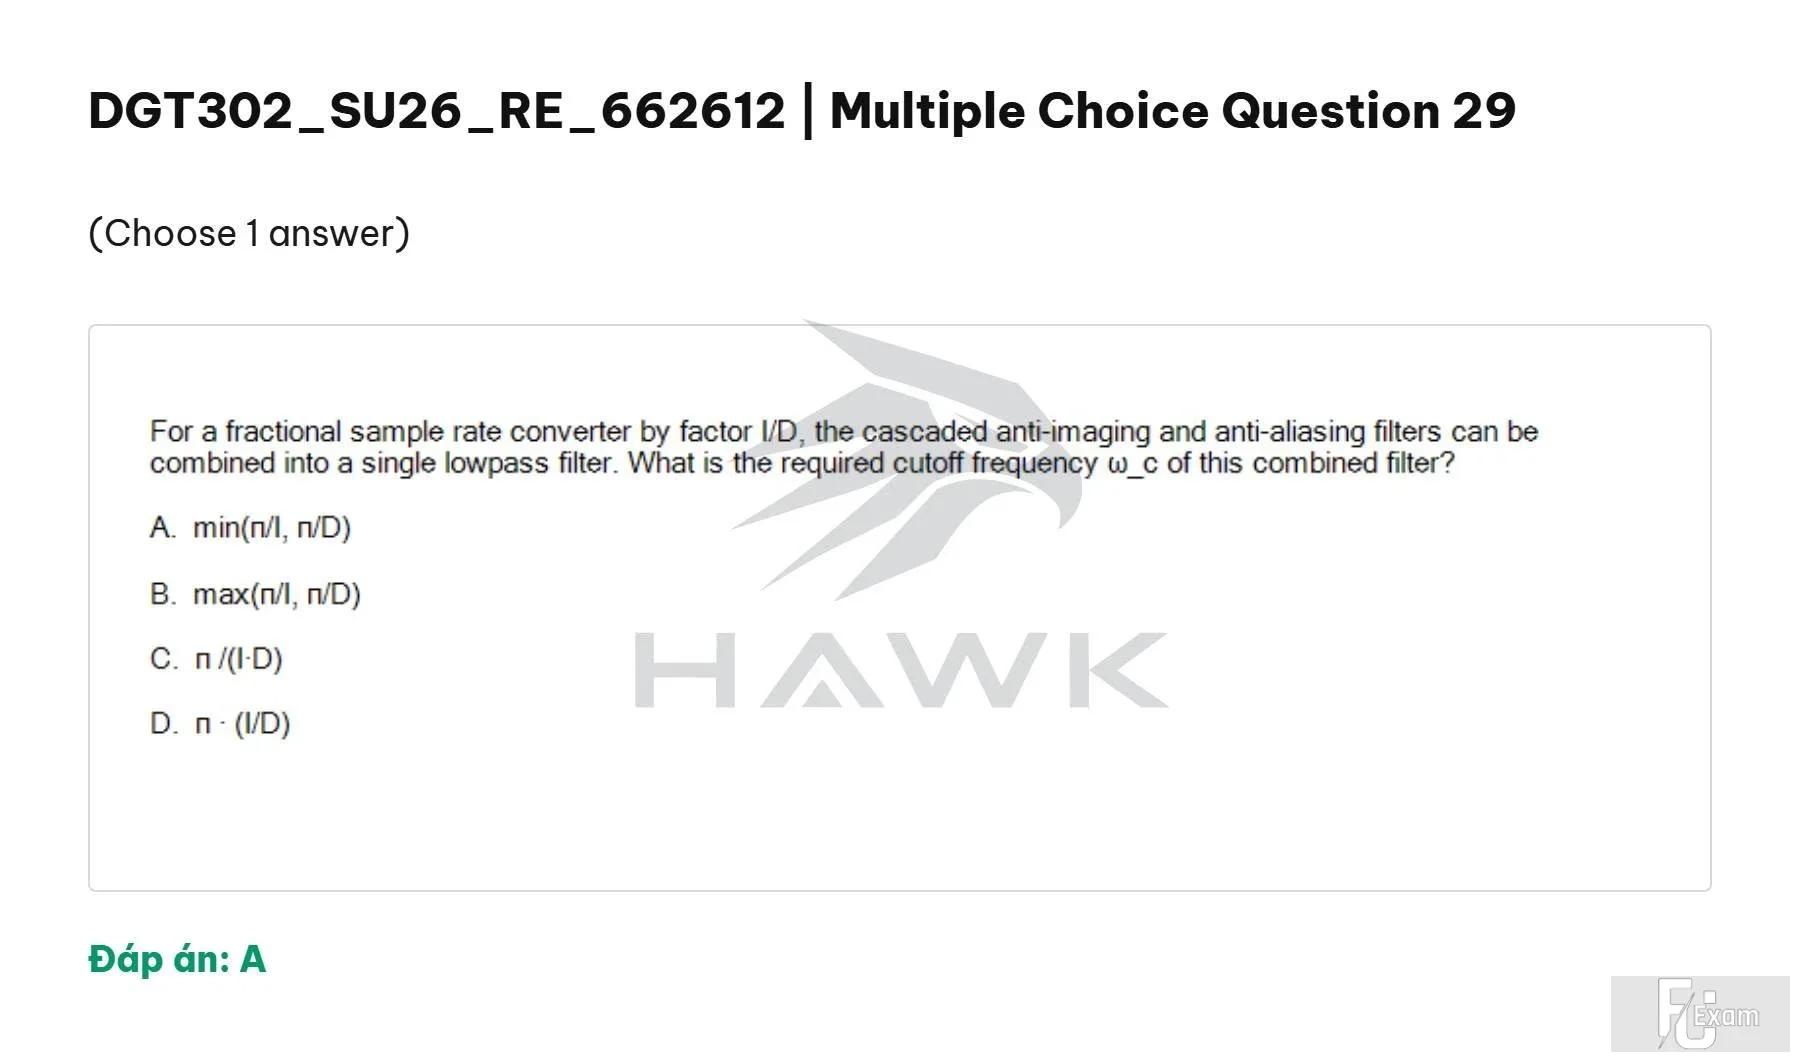 DGT302_SU26_RE_662612 | Multiple Choice Question 29
(Choose 1 answer)
For a fractional sample rate converter by factor I/D, the cascaded anti-imaging and anti-aliasing filters can be
combined into a single lowpass filter. What is the required cutoff frequency ω_c of this combined filter?
A. min(π/I, π/D)
B. max(π/I, π/D)
C. π /(I·D)
D. π · (I/D)
HAWK
Đáp án: A
FC Exam